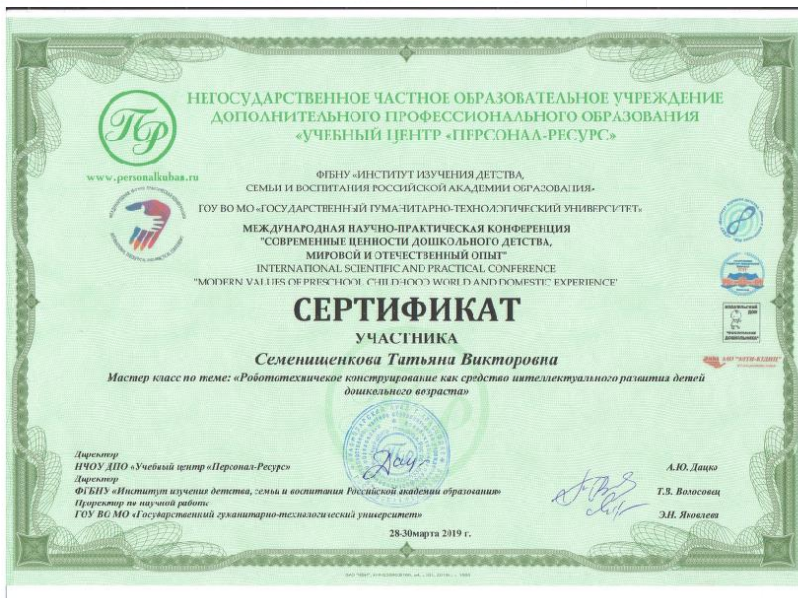 НЕГОСУДАРСТВЕННОЕ ЧАСТНОЕ ОБРАЗОВАТЕЛЬНОЕ УЧРЕЖДЕНИЕ
ДОПОЛНИТЕЛЬНОГО ПРОФЕССИОНАЛЬНОГО ОБРАЗОВАНИЯ
«УЧЕБНЫЙ ЦЕНТР «ПЕРСОНАЛ-РЕСУРС»
ПР
www.personalkuban.ru
ФГБНУ «ИНСТИТУТ ИЗУЧЕНИЯ ДЕТСТВА,
СЕМЬИ И ВОСПИТАНИЯ РОССИЙСКОЙ АКАДЕМИИ ОБРАЗОВАНИЯ»
ГОУ ВО МО «ГОСУДАРСТВЕННЫЙ ГУМАНИТАРНО-ТЕХНОЛОГИЧЕСКИЙ УНИВЕРСИТЕТ»
МЕЖДУНАРОДНАЯ НАУЧНО-ПРАКТИЧЕСКАЯ КОНФЕРЕНЦИЯ
"СОВРЕМЕННЫЕ ЦЕННОСТИ ДОШКОЛЬНОГО ДЕТСТВА,
МИРОВОЙ И ОТЕЧЕСТВЕННЫЙ ОПЫТ"
INTERNATIONAL SCIENTIFIC AND PRACTICAL CONFERENCE
"MODERN VALUES OF PRESCHOOL CHILDHOOD WORLD AND DOMESTIC EXPERIENCE"
СЕРТИФИКАТ
УЧАСТНИКА
Семенищенкова Татьяна Викторовна
Мастер класс по теме: «Робототехничекое конструирование как средство интеллектуального развития детей
дошкольного возраста»
Директор
НЧОУ ДПО «Учебный центр «Персонал-Ресурс» А.Ю. Дацко
Директор
ФГБНУ «Институт изучения детства, семьи и воспитания Российской академии образования» Т.В. Волосовец
Проректор по научной работе
ГОУ ВО МО «Государственный гуманитарно-технологический университет» Э.Н. Яковлева
28-30марта 2019 г.